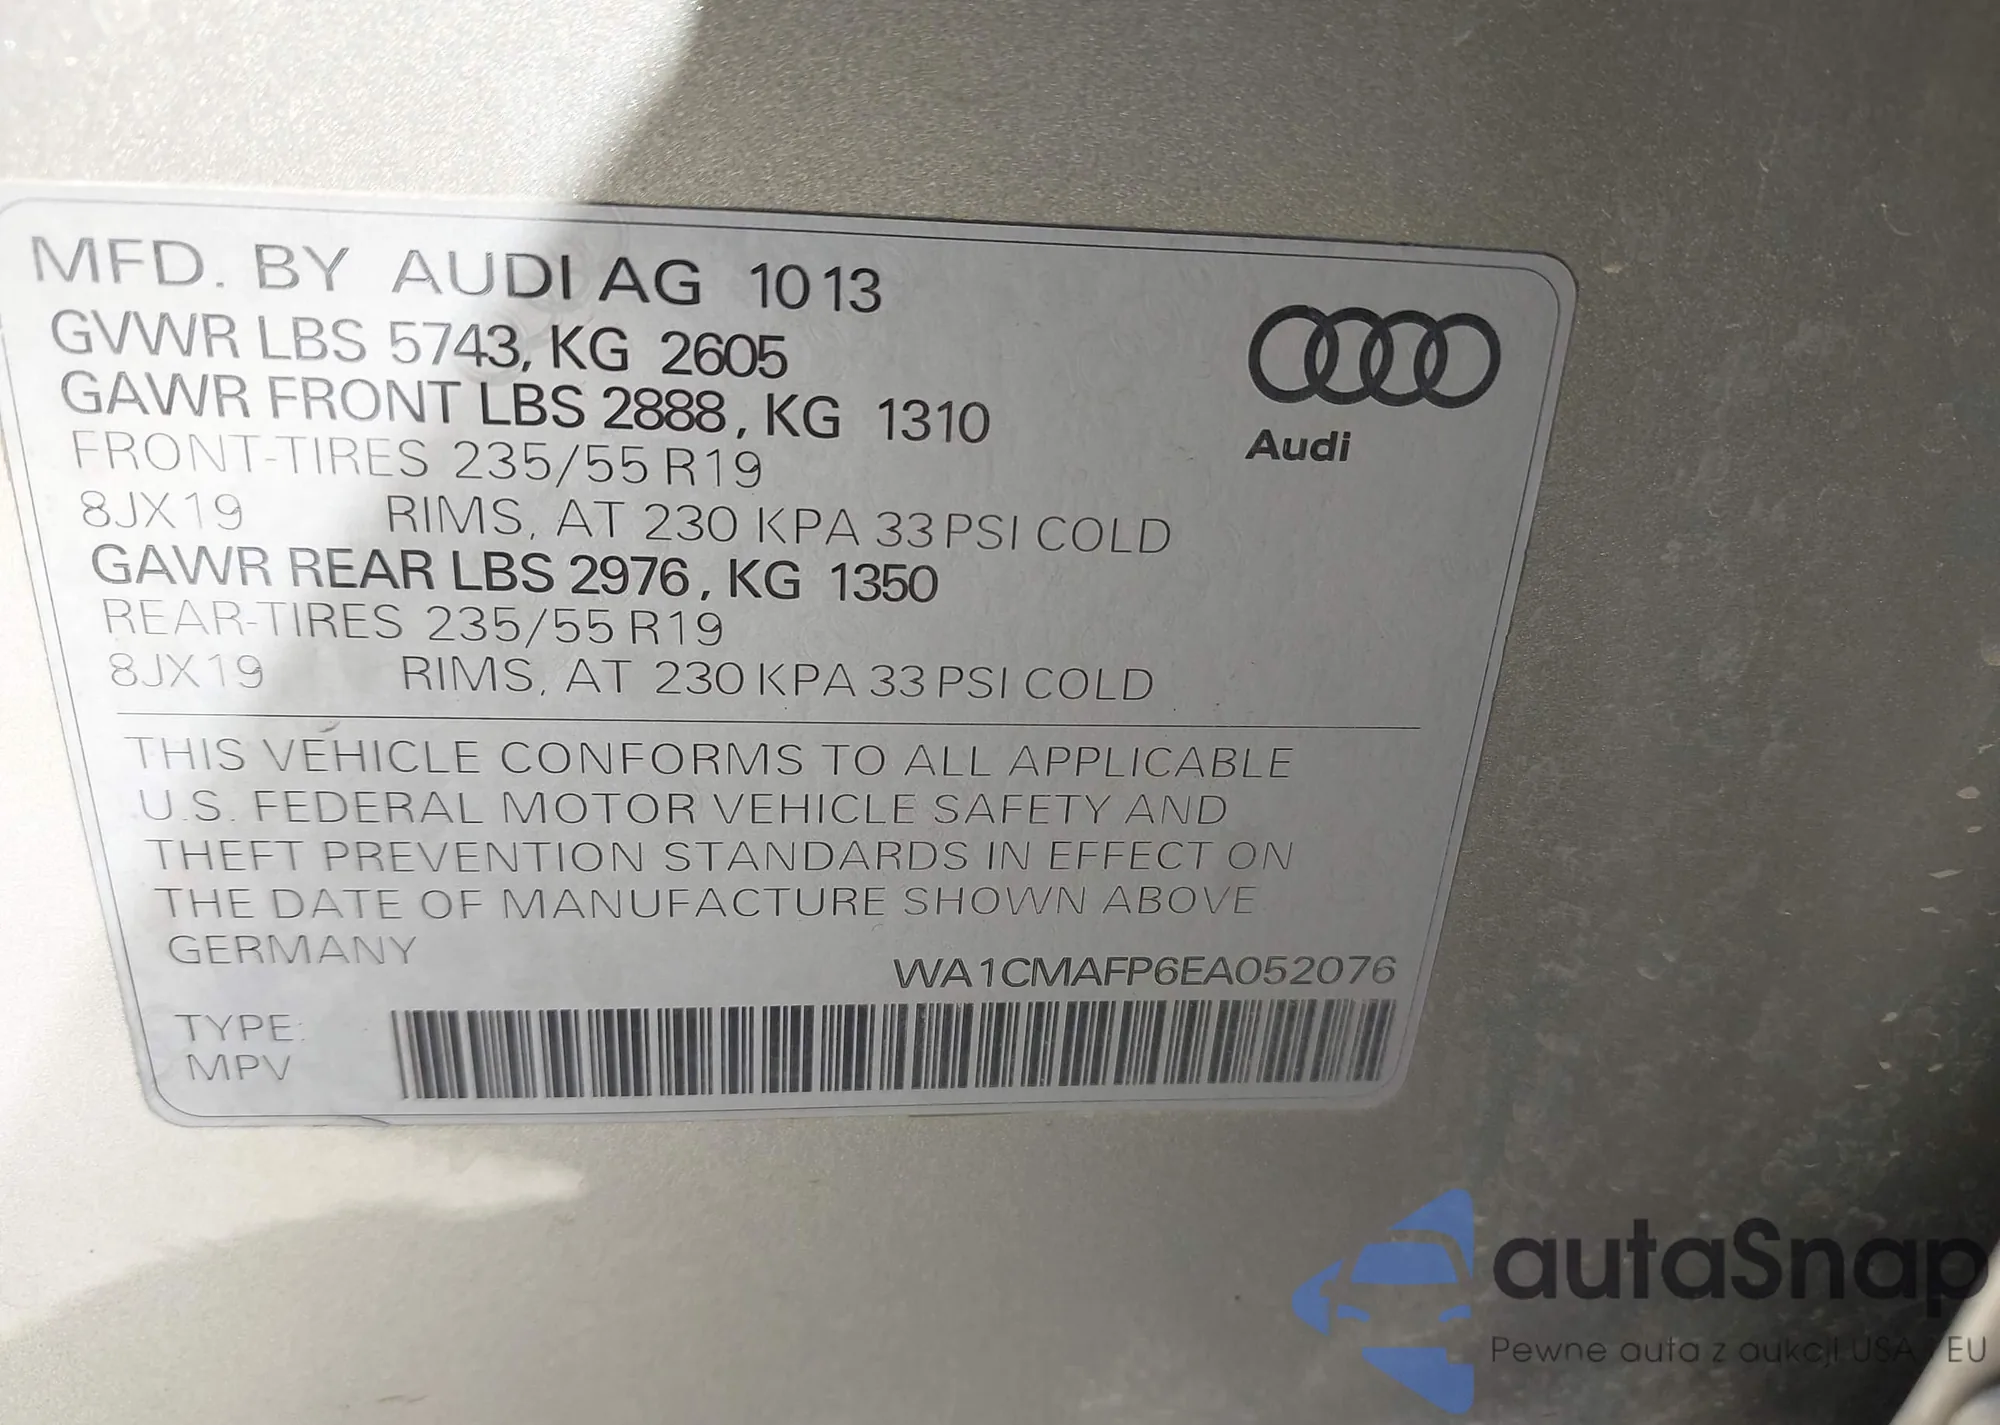 MFD. BY AUDI AG 1013
GVWR LBS 5743, KG 2605
GAWR FRONT LBS 2888, KG 1310
FRONT-TIRES 235/55 R19
8JX19 RIMS, AT 230 KPA 33 PSI COLD
GAWR REAR LBS 2976, KG 1350
REAR-TIRES 235/55 R19
8JX19 RIMS, AT 230 KPA 33 PSI COLD
Audi
THIS VEHICLE CONFORMS TO ALL APPLICABLE
U.S. FEDERAL MOTOR VEHICLE SAFETY AND
THEFT PREVENTION STANDARDS IN EFFECT ON
THE DATE OF MANUFACTURE SHOWN ABOVE
GERMANY
WA1CMAFP6EA052076
TYPE:
MPV
autaSnap
Pewne auta z aukcji USA i EU